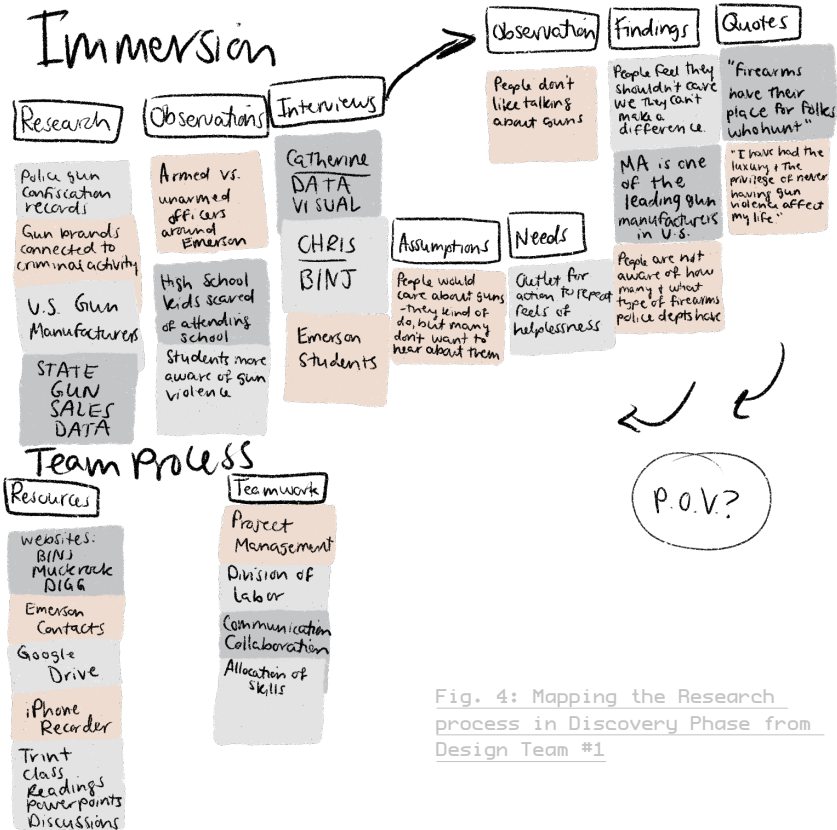 Immersion
Research
Police gun
Confiscation
records
Gun brands
connected to
criminal activity
U.S. Gun
Manufacturers
STATE
GUN
SALES
DATA
Observations
Armed vs.
unarmed
officers
around
Emerson
High School
kids scared
of attending
school
Students more
aware of gun
violence
Interviews
Catherine
DATA
VISUAL
CHRIS
BINJ
Emerson
Students
Assumptions
People would
care about guns
-they kind of
do, but many
don't want to
hear about them
Needs
Outlet for
action to repeat
feels of
helplessness
Observation
People don't
like talking
about guns
Findings
People feel they
shouldn't care
we they can't
make a
difference.
MA is one
of the
leading gun
manufacturers
in U.S.
People are not
aware of how
many & what
type of firearms
police depts have
Quotes
"Firearms
have their
place for folks
who hunt"
"I have had the
luxury & the
privilege of never
having gun
violence affect
my life."
P.O.V.?
Team Process
Resources
Websites:
BINJ
Muckrock
DIGG
Emerson
Contacts
Google
Drive
iPhone
Recorder
Trint
Class
Readings
Powerpoints
Discussions
Teamwork
Project
Management
Division of
Labor
Communication
Collaboration
Allocation of
skills
Fig. 4: Mapping the Research
process in Discovery Phase from
Design Team #1